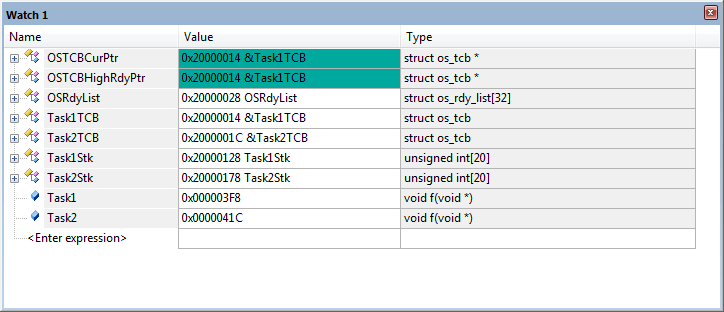 Watch 1
Name Value Type
OSTCBCurPtr 0x20000014 &Task1TCB struct os_tcb *
OSTCBHighRdyPtr 0x20000014 &Task1TCB struct os_tcb *
OSRdyList 0x20000028 OSRdyList struct os_rdy_list[32]
Task1TCB 0x20000014 &Task1TCB struct os_tcb
Task2TCB 0x2000001C &Task2TCB struct os_tcb
Task1Stk 0x20000128 Task1Stk unsigned int[20]
Task2Stk 0x20000178 Task2Stk unsigned int[20]
Task1 0x000003F8 void f(void *)
Task2 0x0000041C void f(void *)
<Enter expression>